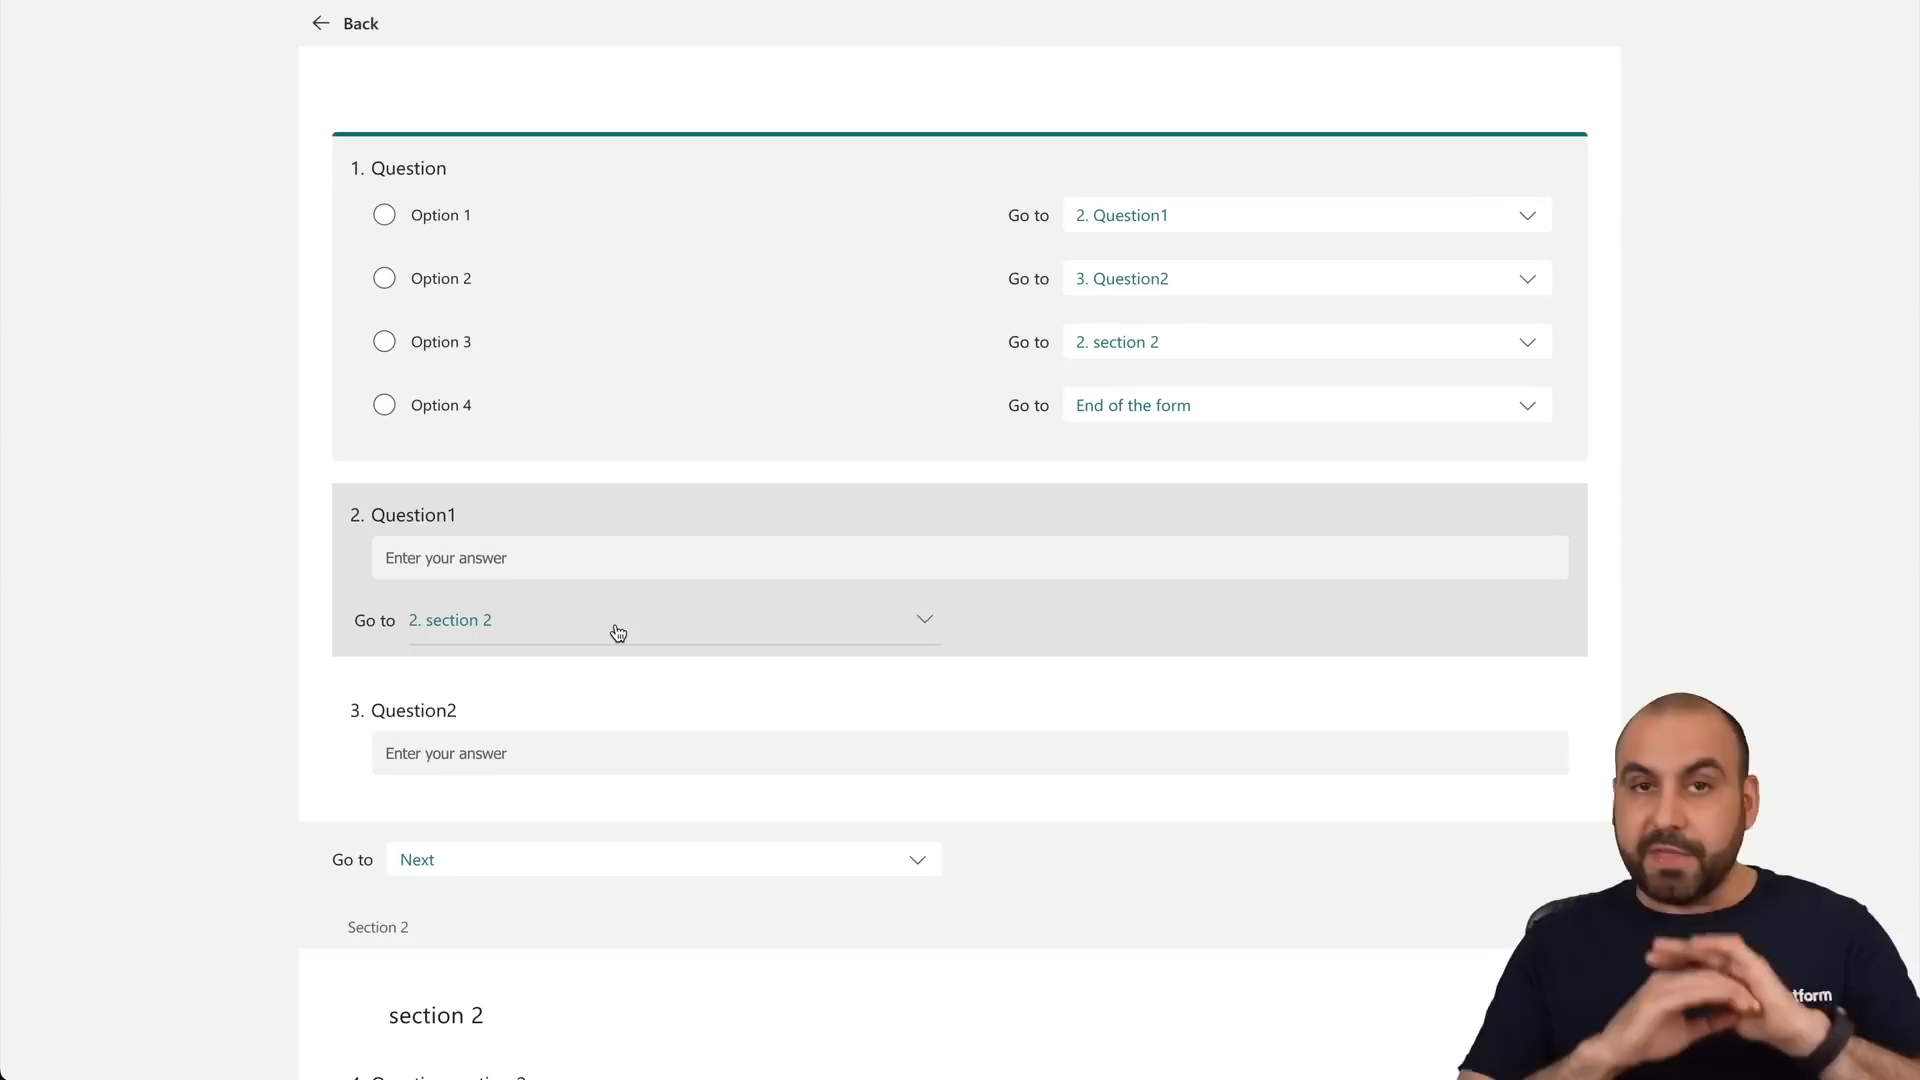 Back
1. Question
Option 1 Go to 2. Question1
Option 2 Go to 3. Question2
Option 3 Go to 2. section 2
Option 4 Go to End of the form
2. Question1
Enter your answer
Go to 2. section 2
3. Question2
Enter your answer
Go to Next
Section 2
section 2
tform